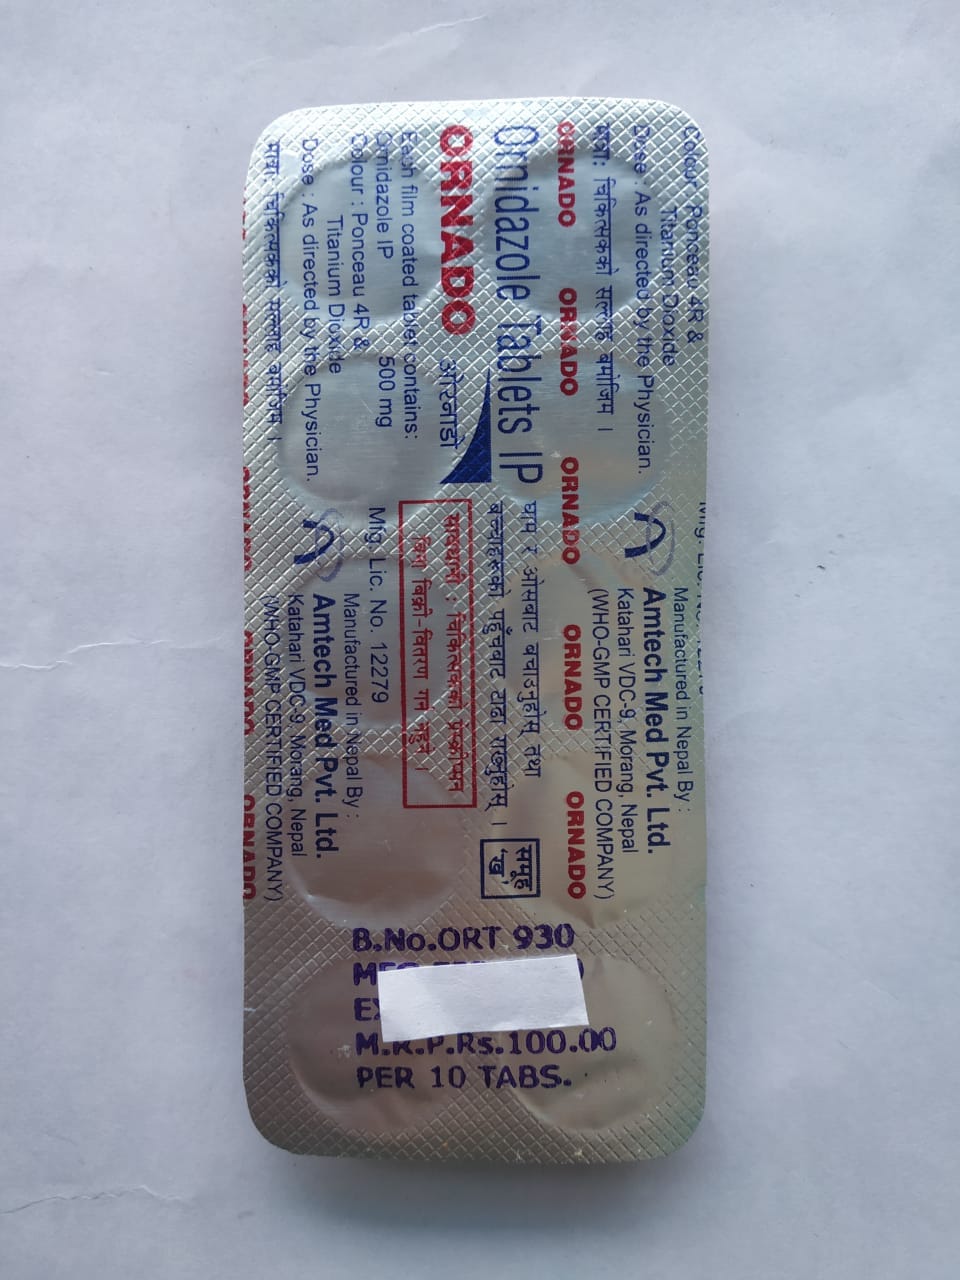 ORNADO
ओरनाडो
Ornidazole Tablets IP
Each film coated tablet contains:
Ornidazole IP 500 mg
Colour : Ponceau 4R &
Titanium Dioxide
Dose : As directed by the Physician.
मात्रा: चिकित्सकको सल्लाह बमोजिम ।
घाम र ओसबाट बचाउनुहोस् तथा
बच्चाहरूको पहुँचबाट टाढा राख्नुहोस् ।
समूह
'ख'
सावधानी : चिकित्सकको प्रेस्क्रीप्सन
बिना बिक्री-वितरण गर्न नहुने ।
Mfg. Lic. No. 12279
Manufactured in Nepal By :
Amtech Med Pvt. Ltd.
Katahari VDC-9, Morang, Nepal
(WHO-GMP CERTIFIED COMPANY)
ORNADO ORNADO ORNADO ORNADO ORNADO
Colour Ponceau 4R &
Titanium Dioxide
Dose : As directed by the Physician.
मात्रा: चिकित्सकको सल्लाह बमोजिम ।
Manufactured in Nepal By :
Amtech Med Pvt. Ltd.
Katahari VDC-9, Morang, Nepal
(WHO-GMP CERTIFIED COMPANY)
ORNADO ORNADO ORNADO
B.No.ORT 930
M.R.P.Rs.100.00
PER 10 TABS.